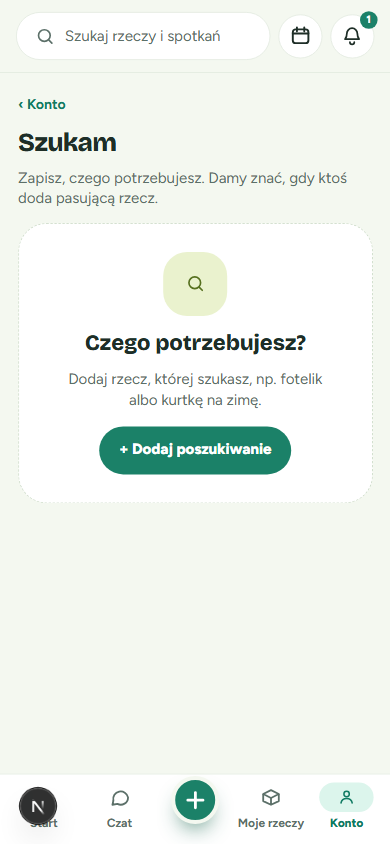 Szukaj rzeczy i spotkań
1
‹ Konto
Szukam
Zapisz, czego potrzebujesz. Damy znać, gdy ktoś
doda pasującą rzecz.
Czego potrzebujesz?
Dodaj rzecz, której szukasz, np. fotelik
albo kurtkę na zimę.
+ Dodaj poszukiwanie
N
Start
Czat
Moje rzeczy
Konto